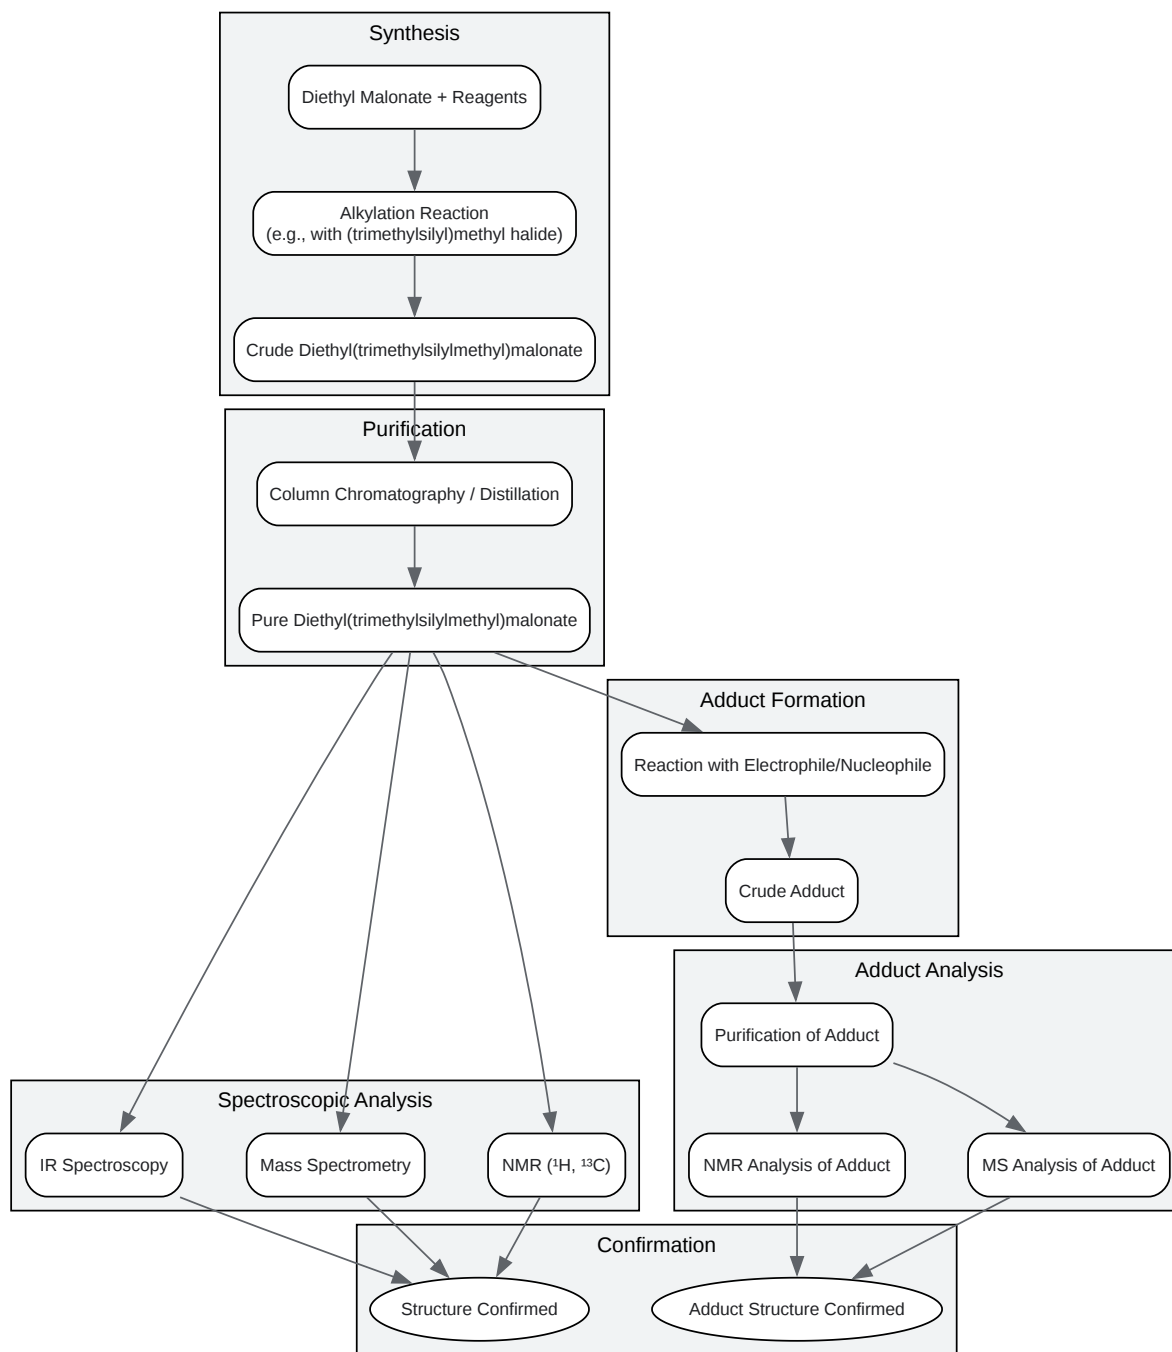 Synthesis
Diethyl Malonate + Reagents
Alkylation Reaction
(e.g., with (trimethylsilyl)methyl halide)
Crude Diethyl(trimethylsilylmethyl)malonate
Purification
Column Chromatography / Distillation
Pure Diethyl(trimethylsilylmethyl)malonate
Adduct Formation
Reaction with Electrophile/Nucleophile
Crude Adduct
Adduct Analysis
Purification of Adduct
Spectroscopic Analysis
IR Spectroscopy
Mass Spectrometry
NMR (¹H, ¹³C)
NMR Analysis of Adduct
MS Analysis of Adduct
Confirmation
Structure Confirmed
Adduct Structure Confirmed